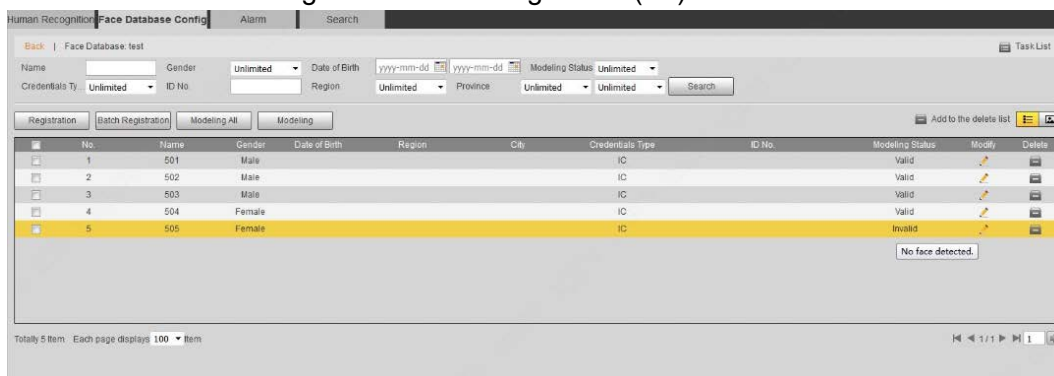 Human Recognition Face Database Config Alarm Search
Back | Face Database: test Task List
Name Gender Unlimited Date of Birth yyyy-mm-dd yyyy-mm-dd Modeling Status Unlimited
Credentials Ty... Unlimited ID No. Region Unlimited Province Unlimited Unlimited Search
Registration Batch Registration Modeling All Modeling Add to the delete list
No. Name Gender Date of Birth Region City Credentials Type ID No. Modeling Status Modify Delete
1 501 Male IC Valid
2 502 Male IC Valid
3 503 Male IC Valid
4 504 Female IC Valid
5 505 Female IC Invalid
No face detected.
Totally 5 Item Each page displays 100 Item 1/1 1